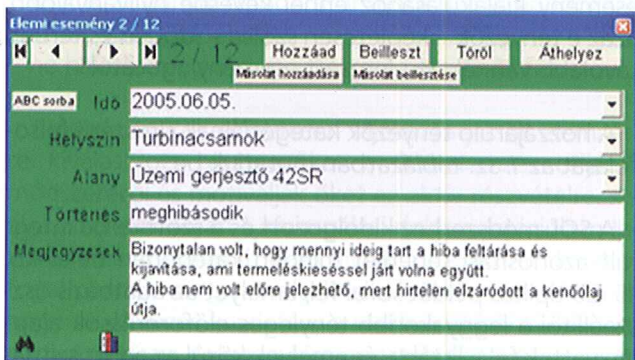 Elemi esemény 2 / 12
2 / 12 Hozzáad Beilleszt Töröl Áthelyez
Másolat hozzáadása Másolat beillesztése
ABC sorba Idő 2005.06.05.
Helyszín Turbinacsarnok
Alany Üzemi gerjesztő 42SR
Történés meghibásodik
Megjegyzések Bizonytalan volt, hogy mennyi ideig tart a hiba feltárása és
kijavítása, ami termeléskieséssel járt volna együtt.
A hiba nem volt előre jelezhető, mert hirtelen elzáródott a kenőolaj
útja.